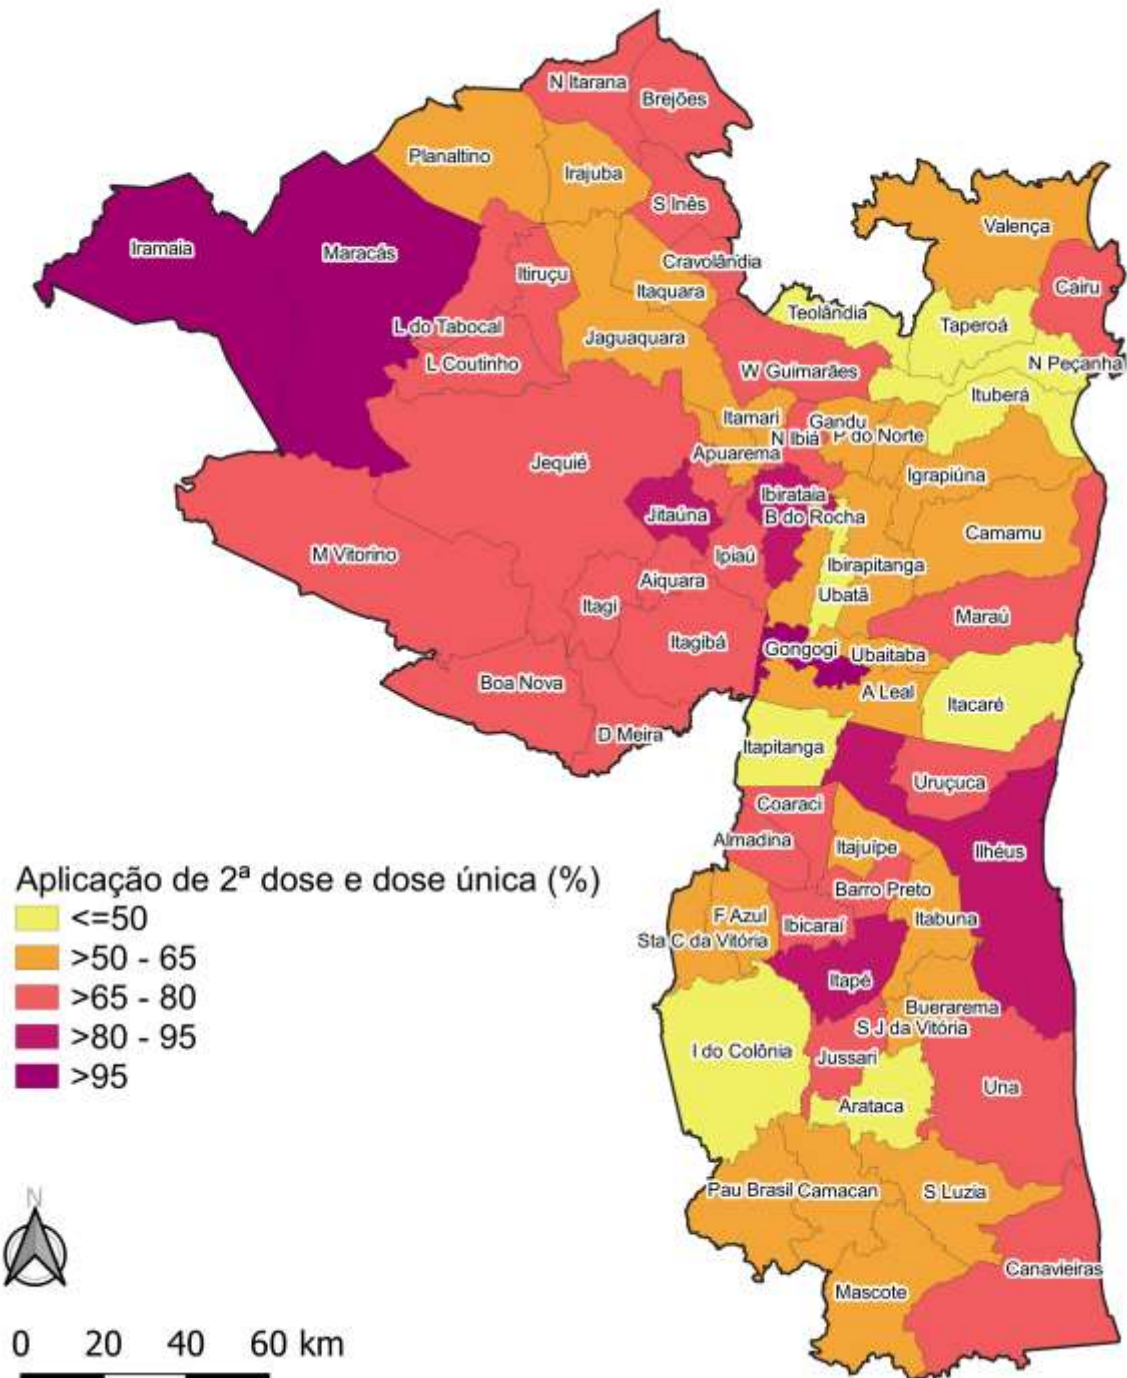 N Itarana
Brejões
Planaltino
Irajuba
S Inês
Valença
Iramaia
Maracás
Itiruçu
Cravolândia
Cairu
Itaquara
Teolândia
Taperoá
L do Tabocal
Jaguaquara
L Coutinho
W Guimarães
N Peçanha
Ituberá
Itamari
Gandu
N Ibiá
P do Norte
Apuarema
Jequié
Igrapiúna
Ibirataia
Jitaúna
B do Rocha
Camamu
M Vitorino
Ipiaú
Ibirapitanga
Aiquara
Ubatã
Itagi
Maraú
Itagibá
Gongogi
Ubaitaba
Boa Nova
A Leal
Itacaré
D Meira
Itapitanga
Uruçuca
Coaraci
Almadina
Itajuípe
Ilhéus
Barro Preto
F Azul
Ibicaraí
Itabuna
Sta C da Vitória
Itapé
Buerarema
S J da Vitória
I do Colônia
Jussari
Una
Arataca
Pau Brasil
Camacan
S Luzia
Canavieiras
Mascote
Aplicação de 2ª dose e dose única (%)
<=50
>50 - 65
>65 - 80
>80 - 95
>95
N
0 20 40 60 km